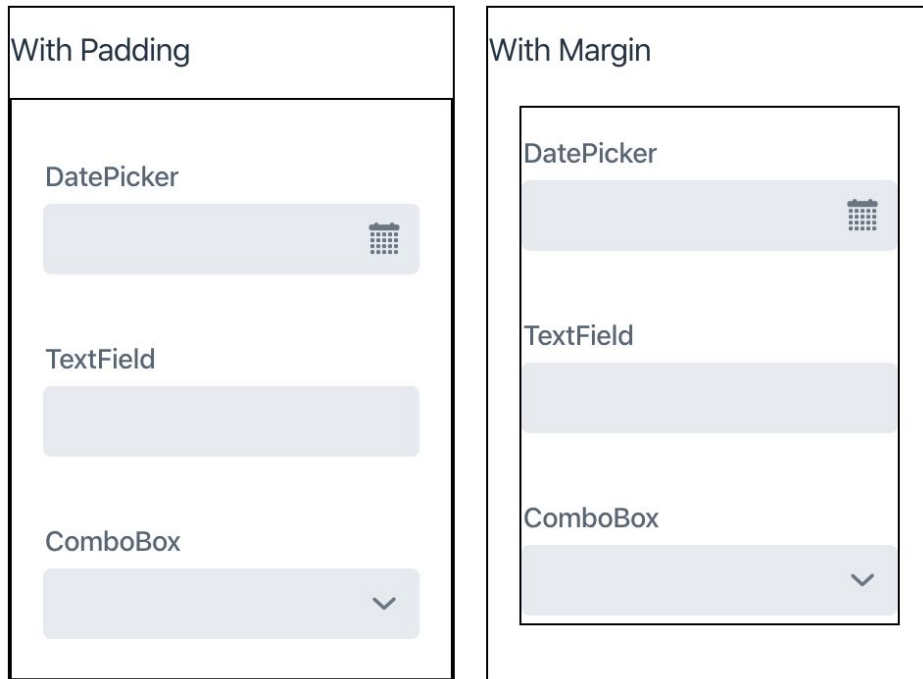 With Padding
DatePicker
TextField
ComboBox
With Margin
DatePicker
TextField
ComboBox